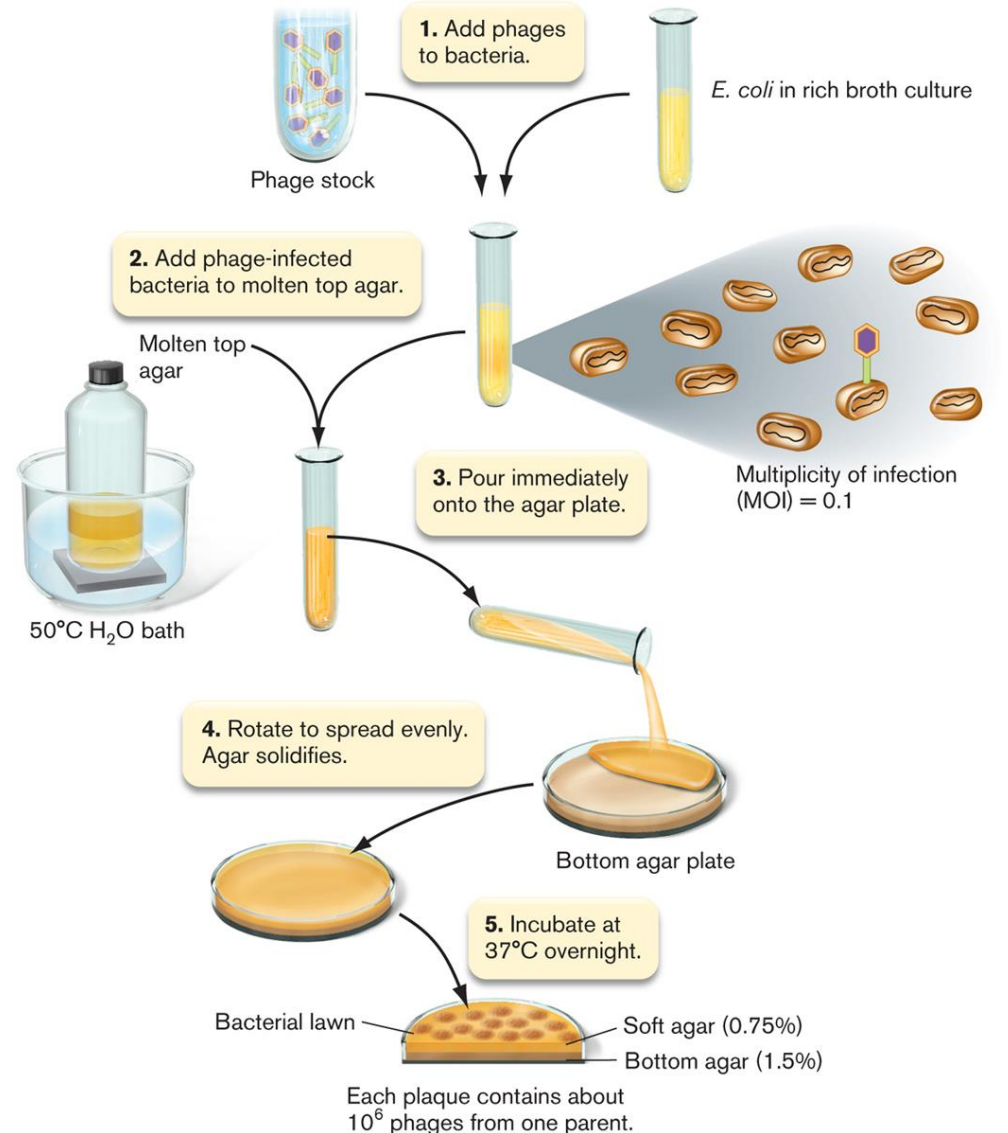 1. Add phages
to bacteria.
E. coli in rich broth culture
Phage stock
2. Add phage-infected
bacteria to molten top agar.
Molten top
agar
Multiplicity of infection
(MOI) = 0.1
3. Pour immediately
onto the agar plate.
50°C H₂O bath
4. Rotate to spread evenly.
Agar solidifies.
Bottom agar plate
5. Incubate at
37°C overnight.
Bacterial lawn
Soft agar (0.75%)
Bottom agar (1.5%)
Each plaque contains about
10⁶ phages from one parent.